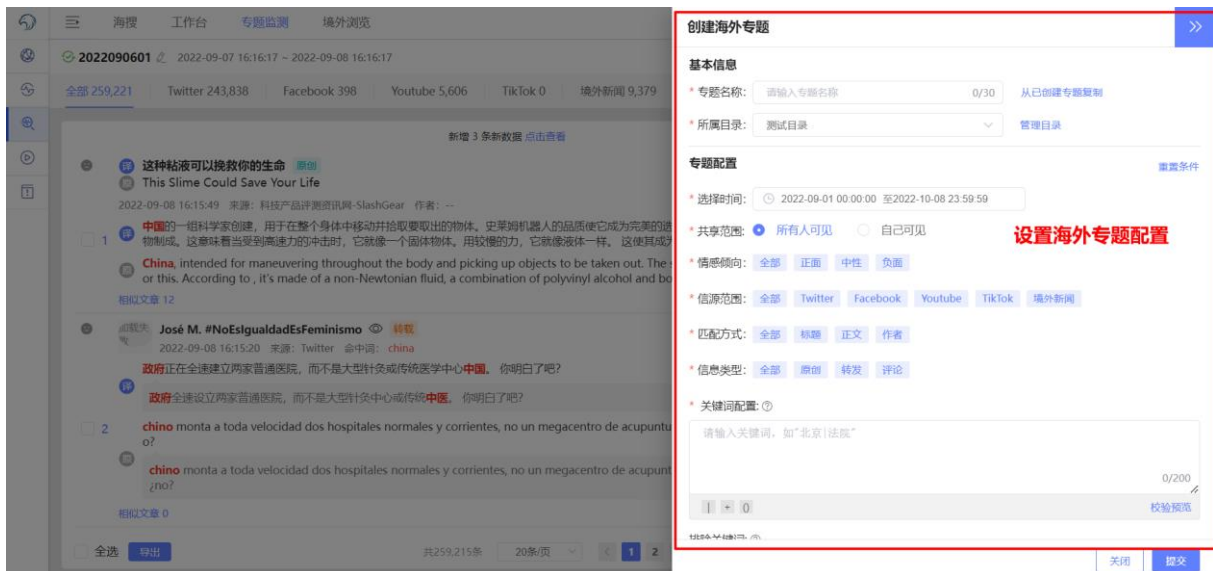 海搜 工作台 专题监测 境外浏览
2022090601 2022-09-07 16:16:17 ~ 2022-09-08 16:16:17
全部 259,221 Twitter 243,838 Facebook 398 Youtube 5,606 TikTok 0 境外新闻 9,379
新增 3 条新数据 点击查看
译 这种粘液可以挽救你的生命 原创
原 This Slime Could Save Your Life
2022-09-08 16:15:49 来源: 科技产品评测资讯网-SlashGear 作者: --
1
译 中国的一组科学家创建，用于在整个身体中移动并拾取要取出的物体。史莱姆机器人的品质使它成为完美的选
物制成。这意味着当受到高速力的冲击时，它就像一个固体物体。用较慢的力，它就像液体一样。 这使其成为
原 China, intended for maneuvering throughout the body and picking up objects to be taken out. The
or this. According to , it's made of a non-Newtonian fluid, a combination of polyvinyl alcohol and bo
相似文章 12
José M. #NoEsIgualdadEsFeminismo 转载
2022-09-08 16:15:20 来源: Twitter 命中词: china
2
政府正在全速建立两家普通医院，而不是大型针灸或传统医学中心中国。 你明白了吧?
译 政府全速设立两家普通医院，而不是大型针灸中心或传统中医。 你明白了吧?
chino monta a toda velocidad dos hospitales normales y corrientes, no un megacentro de acupuntu
o?
原 chino monta a toda velocidad dos hospitales normales y corrientes, no un megacentro de acupunt
¿no?
相似文章 0
全选 导出 共259,215条 20条/页 1 2
创建海外专题
基本信息
* 专题名称: 请输入专题名称 0/30 从已创建专题复制
* 所属目录: 测试目录 管理目录
专题配置 重置条件
* 选择时间: 2022-09-01 00:00:00 至2022-10-08 23:59:59
* 共享范围: 所有人可见 自己可见
设置海外专题配置
* 情感倾向: 全部 正面 中性 负面
* 信源范围: 全部 Twitter Facebook Youtube TikTok 境外新闻
* 匹配方式: 全部 标题 正文 作者
* 信息类型: 全部 原创 转发 评论
* 关键词配置:
请输入关键词，如"北京|法院"
0/200
| + () 校验预览
排除关键词:
关闭 提交